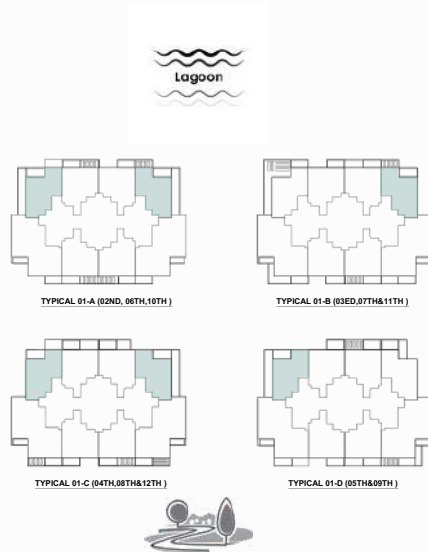 Lagoon
TYPICAL 01-A (02ND, 06TH,10TH )
TYPICAL 01-B (03ED,07TH&11TH )
TYPICAL 01-C (04TH,08TH&12TH )
TYPICAL 01-D (05TH&09TH )